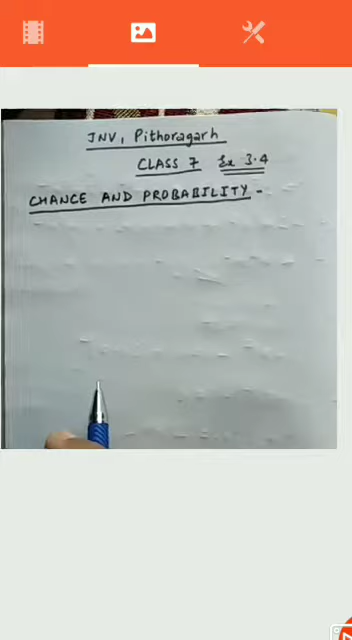 JNV, Pithoragarh
CLASS 7 Ex 3.4
CHANCE AND PROBABILITY -